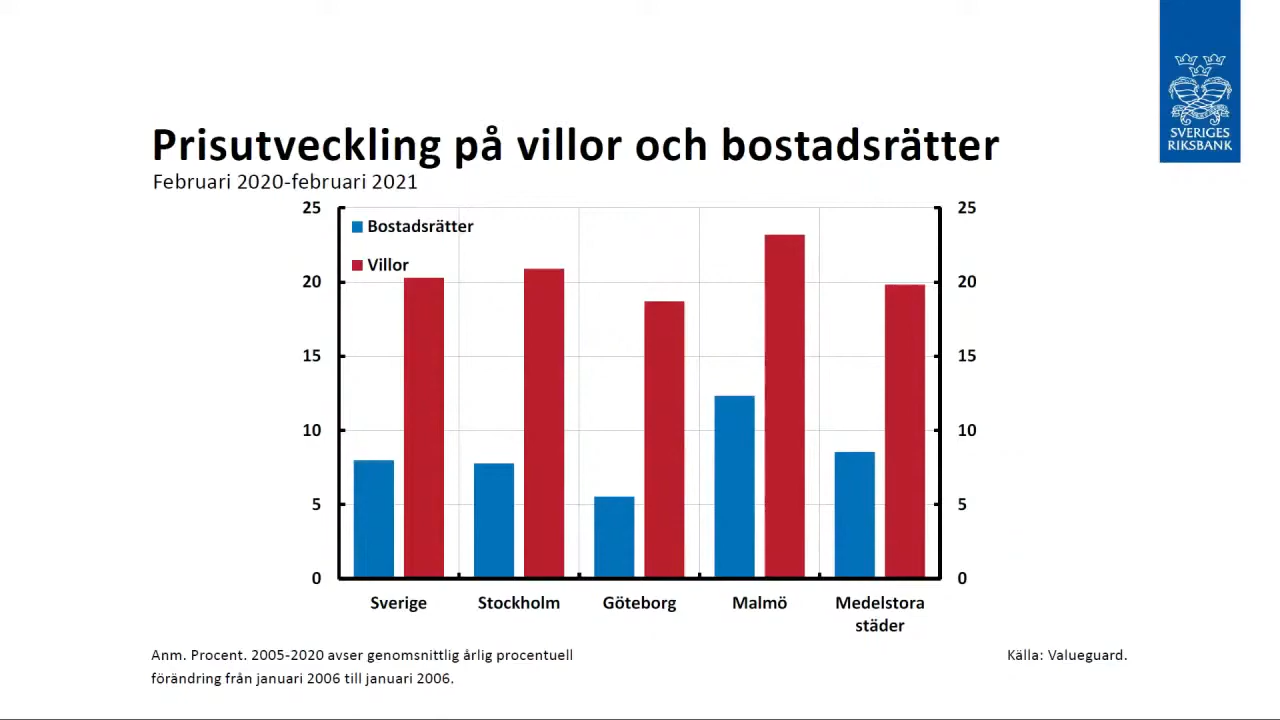 SVERIGES
RIKSBANK
Prisutveckling på villor och bostadsrätter
Februari 2020-februari 2021
25
20
15
10
5
0
Bostadsrätter
Villor
25
20
15
10
5
0
Sverige
Stockholm
Göteborg
Malmö
Medelstora
städer
Anm. Procent. 2005-2020 avser genomsnittlig årlig procentuell
förändring från januari 2006 till januari 2006.
Källa: Valueguard.